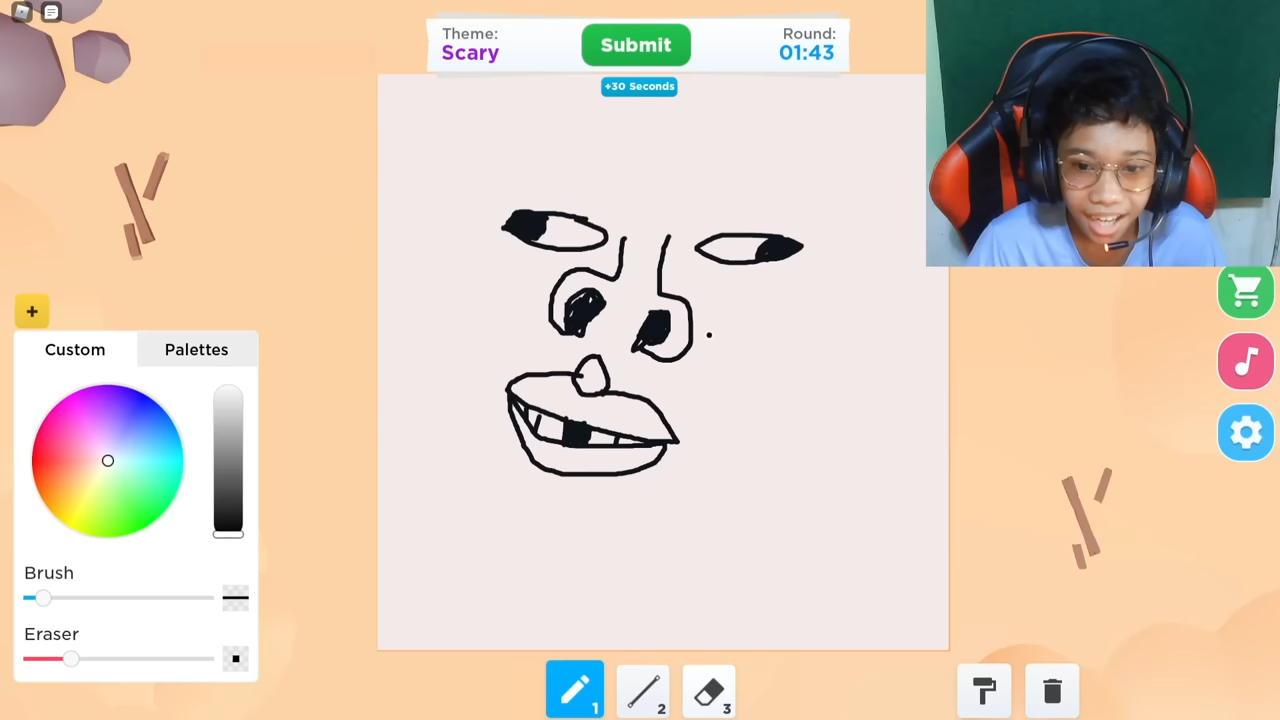 Theme:
Scary
Submit
Round:
01:43
+30 Seconds
+
Custom
Palettes
Brush
Eraser
1
2
3